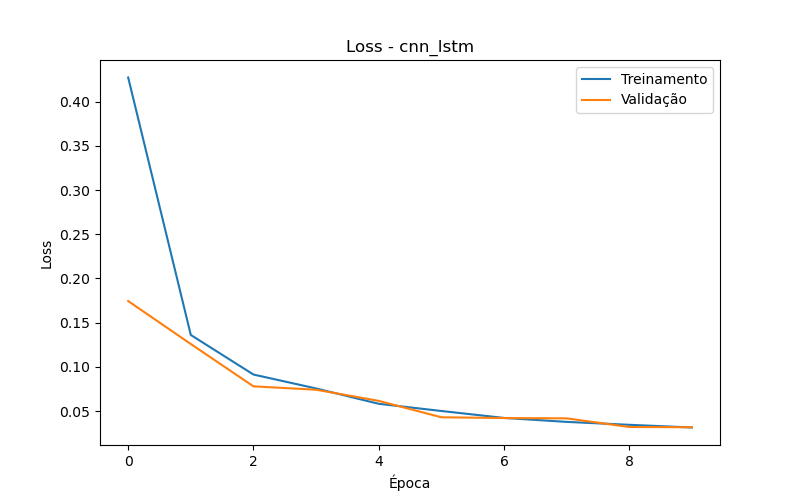 Loss - cnn_lstm
Treinamento
Validação
0.40
0.35
0.30
0.25
0.20
0.15
0.10
0.05
Loss
0 2 4 6 8
Época